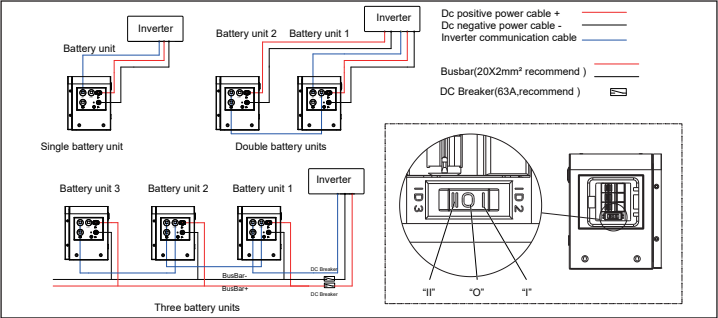 Inverter
Battery unit
Single battery unit
Inverter
Battery unit 2
Battery unit 1
Double battery units
Dc positive power cable +
Dc negative power cable -
Inverter communication cable
Busbar(20X2mm² recommend )
DC Breaker(63A,recommend )
Inverter
Battery unit 3
Battery unit 2
Battery unit 1
DC Breaker
BusBar-
BusBar+
DC Breaker
Three battery units
ID3
II O I
ID2
“II”
“O”
“I”